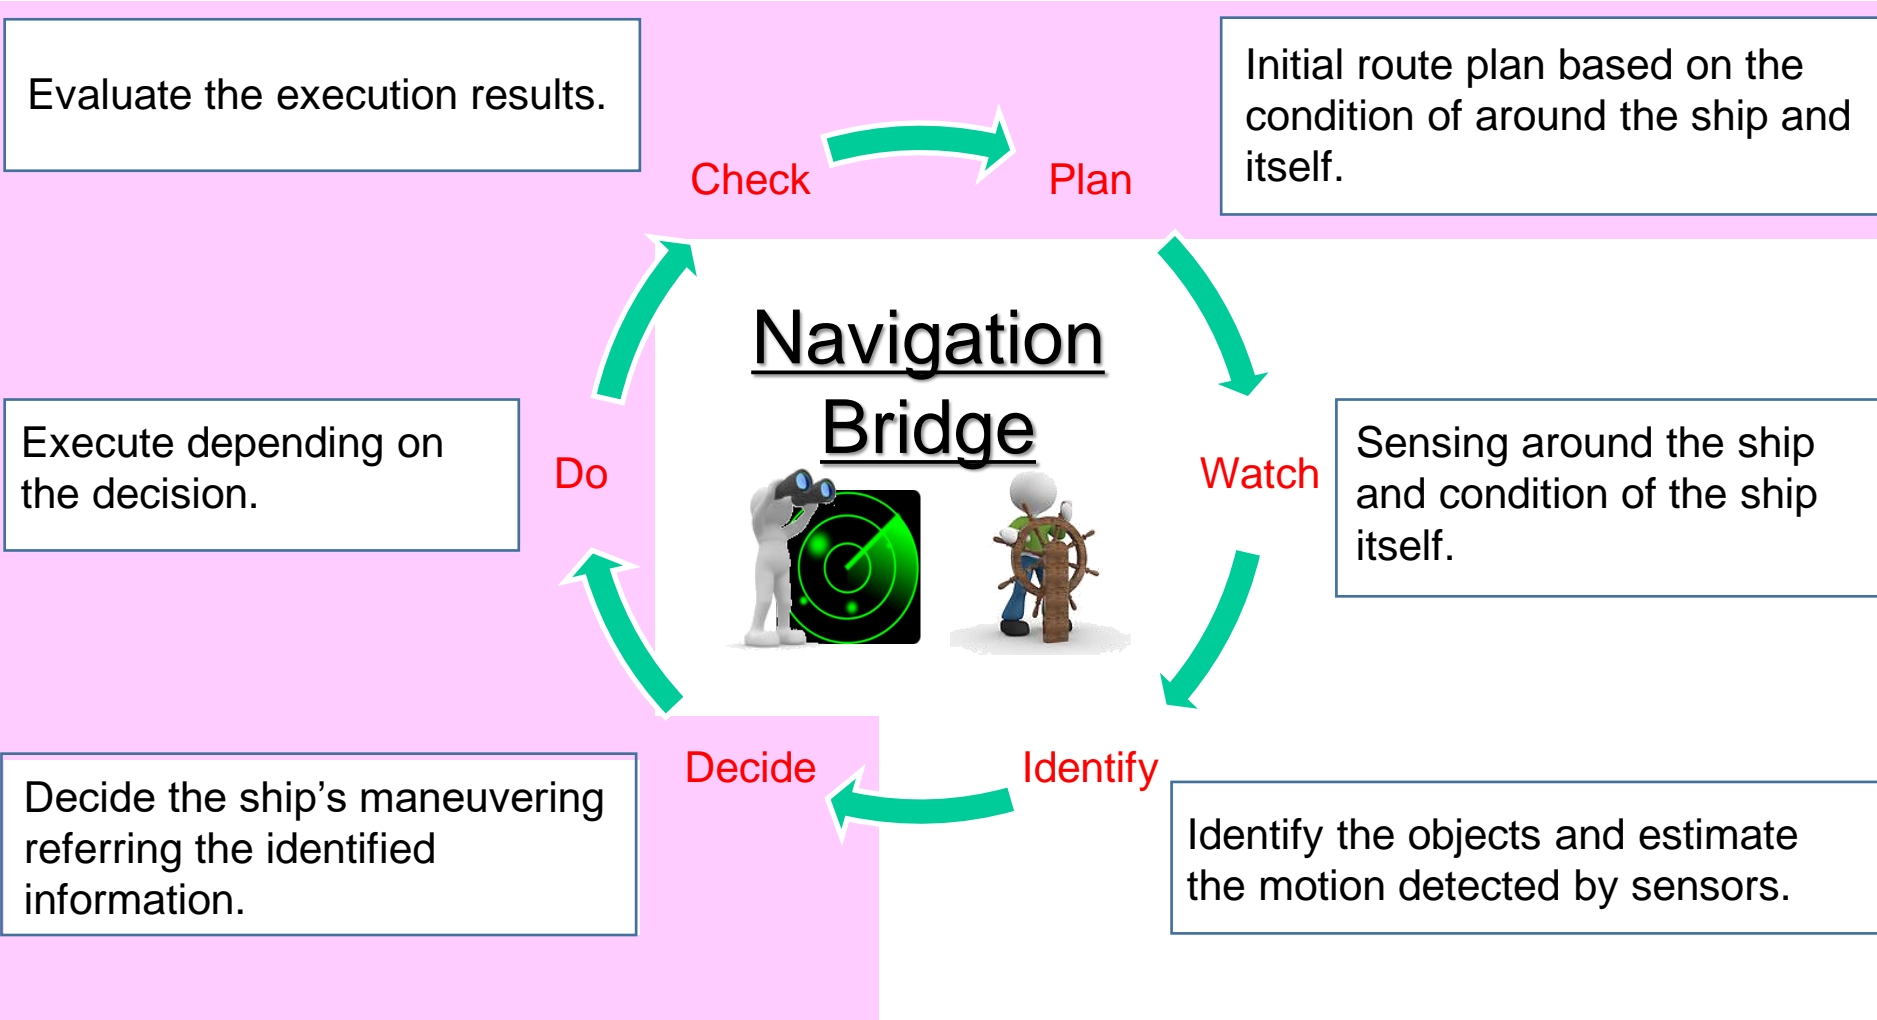 Evaluate the execution results.
Initial route plan based on the
condition of around the ship and
itself.
Check
Plan
Navigation
Bridge
Execute depending on
the decision.
Do
Watch
Sensing around the ship
and condition of the ship
itself.
Decide
Identify
Decide the ship’s maneuvering
referring the identified
information.
Identify the objects and estimate
the motion detected by sensors.